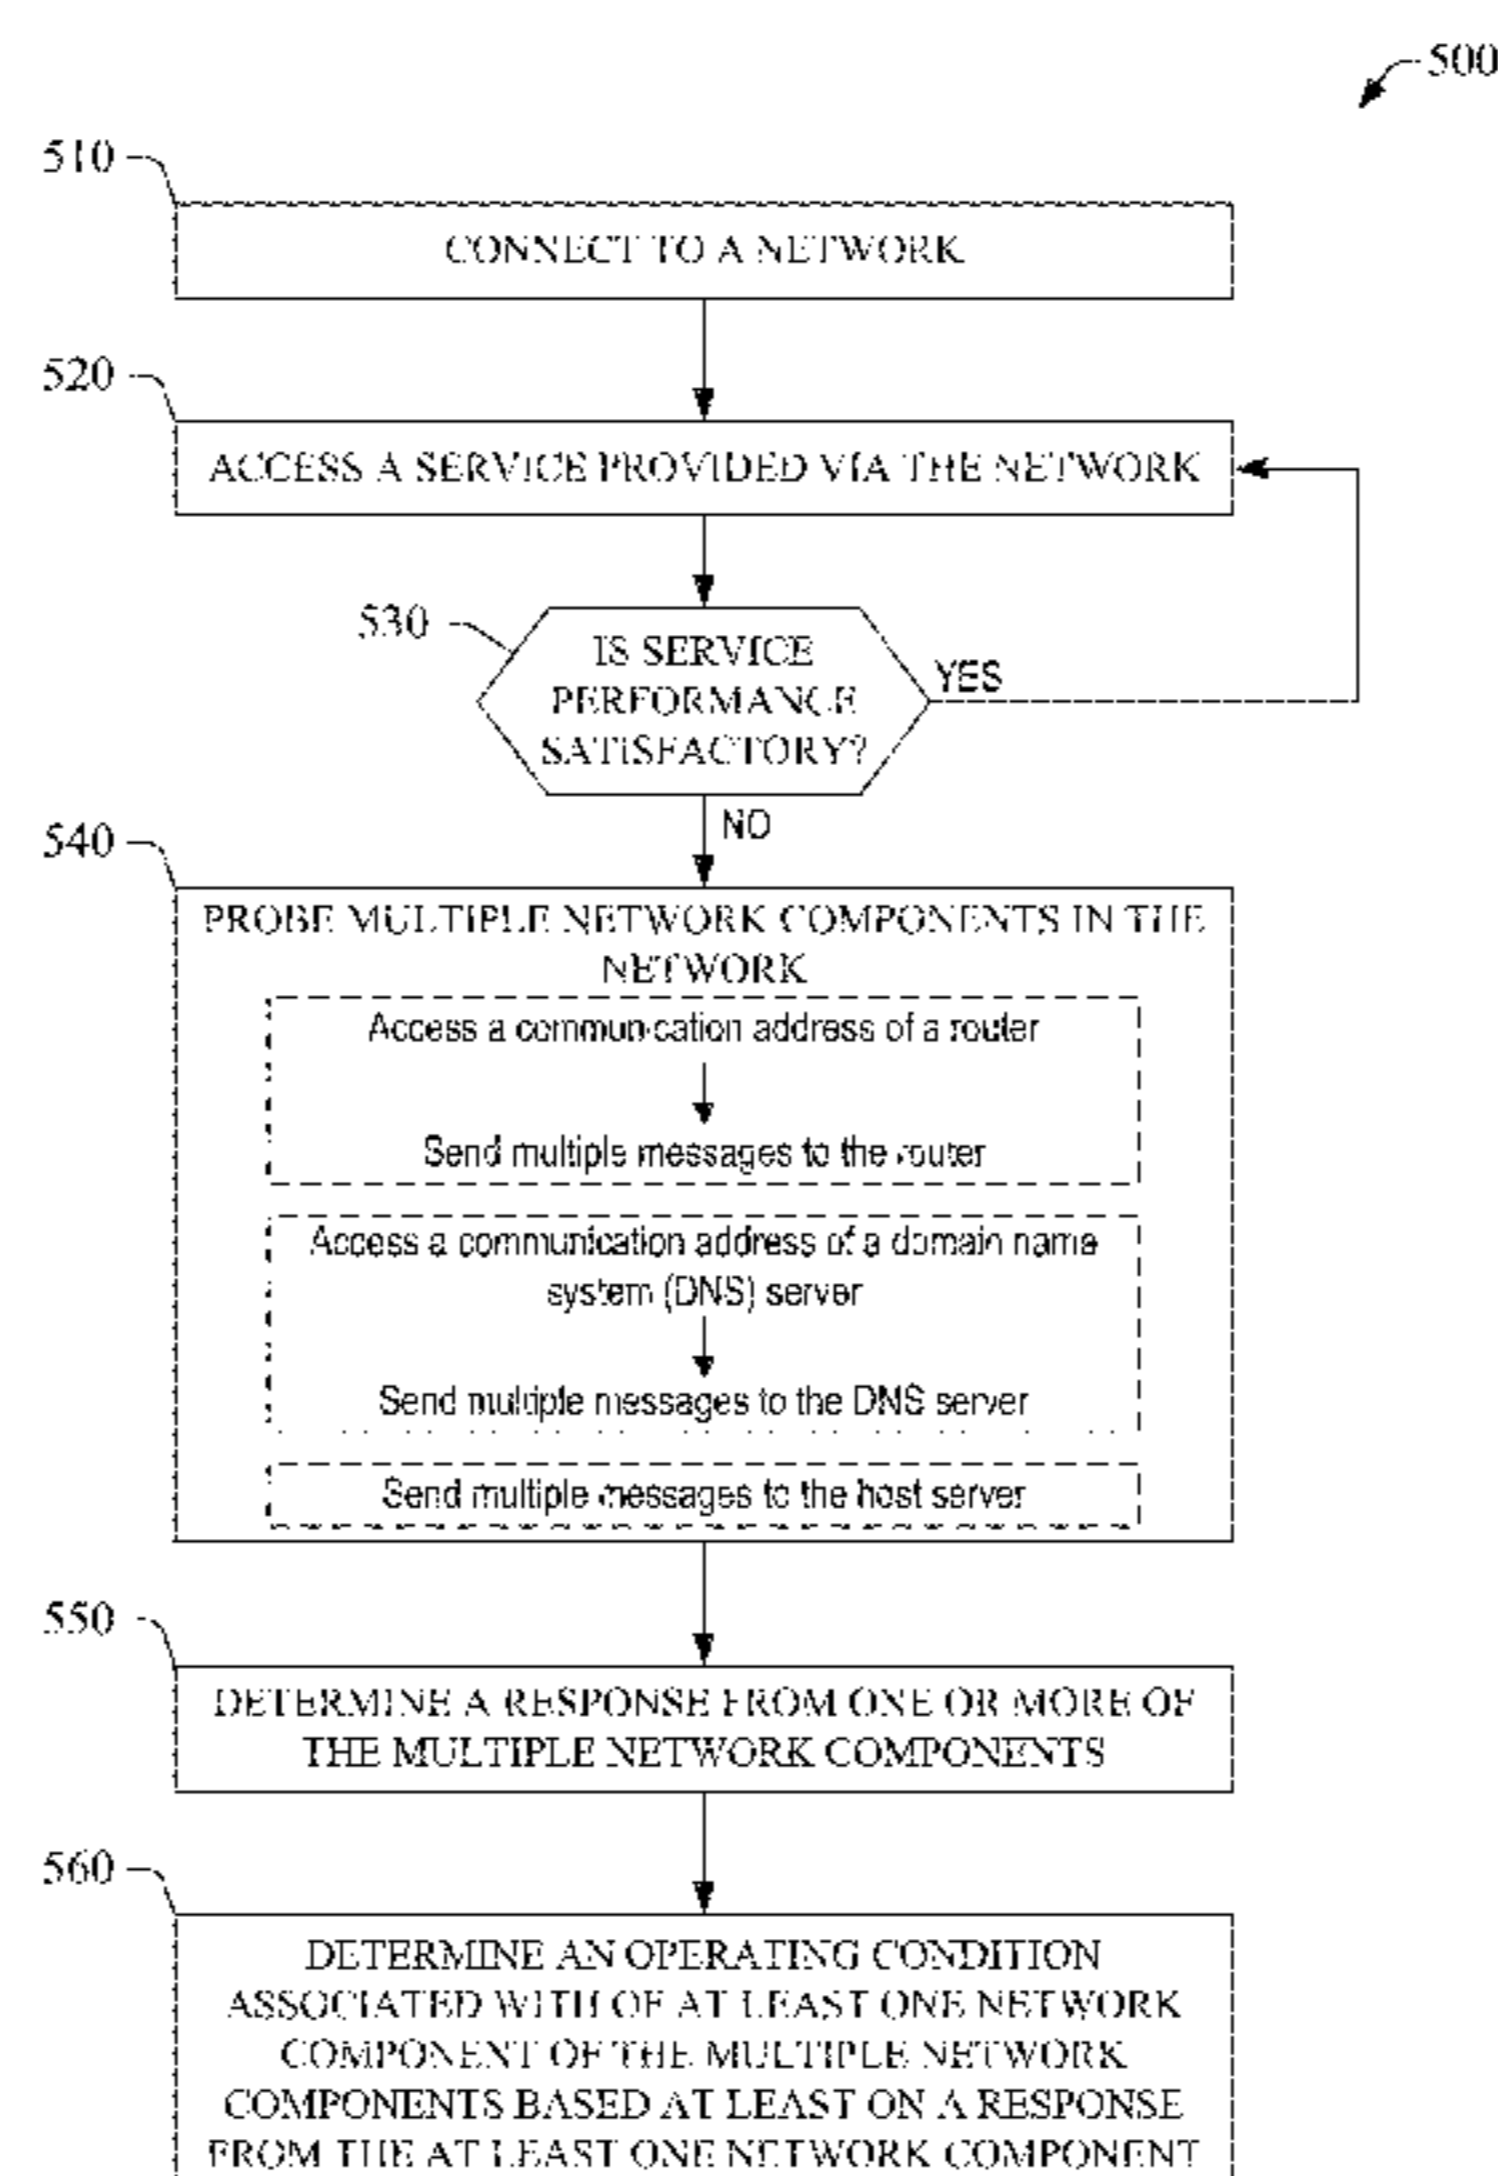 500
510
CONNECT TO A NETWORK
520
ACCESS A SERVICE PROVIDED VIA THE NETWORK
530
IS SERVICE
PERFORMANCE
SATISFACTORY?
YES
NO
540
PROBE MULTIPLE NETWORK COMPONENTS IN THE
NETWORK
Access a communication address of a router
Send multiple messages to the router
Access a communication address of a domain name
system (DNS) server
Send multiple messages to the DNS server
Send multiple messages to the host server
550
DETERMINE A RESPONSE FROM ONE OR MORE OF
THE MULTIPLE NETWORK COMPONENTS
560
DETERMINE AN OPERATING CONDITION
ASSOCIATED WITH OF AT LEAST ONE NETWORK
COMPONENT OF THE MULTIPLE NETWORK
COMPONENTS BASED AT LEAST ON A RESPONSE
FROM THE AT LEAST ONE NETWORK COMPONENT